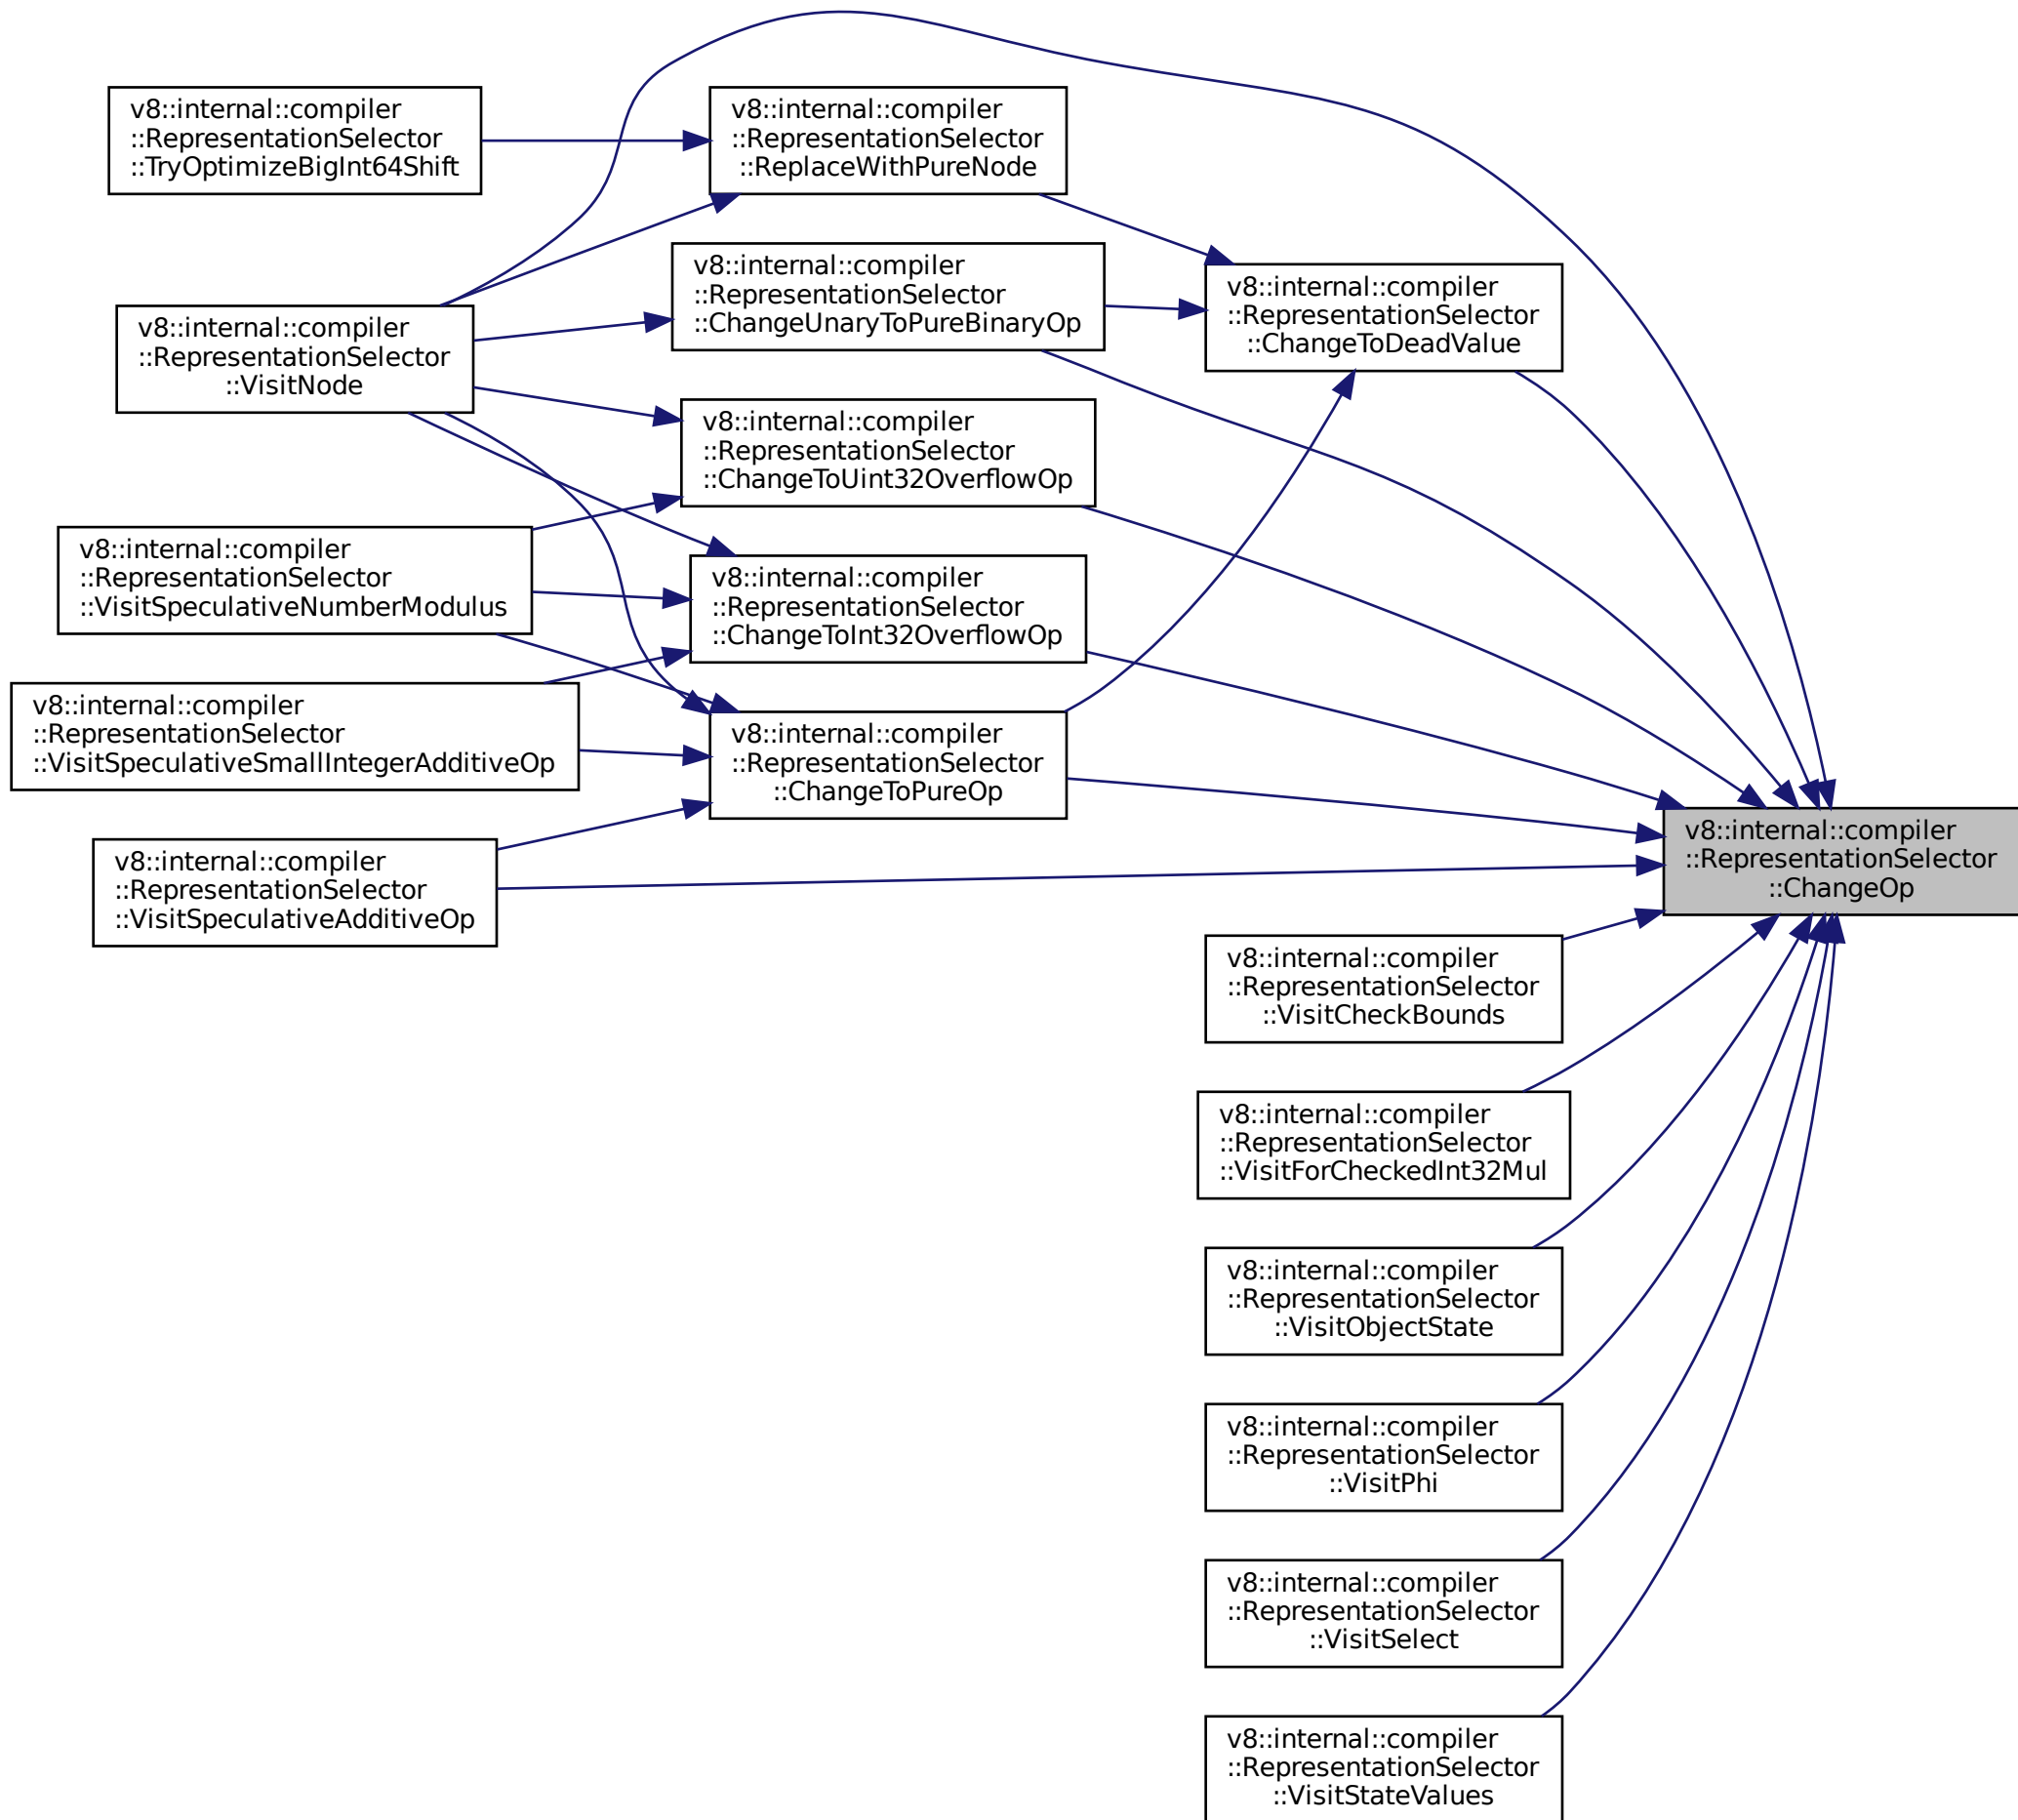 v8::internal::compiler
::RepresentationSelector
::TryOptimizeBigInt64Shift
v8::internal::compiler
::RepresentationSelector
::ReplaceWithPureNode
v8::internal::compiler
::RepresentationSelector
::ChangeUnaryToPureBinaryOp
v8::internal::compiler
::RepresentationSelector
::ChangeToDeadValue
v8::internal::compiler
::RepresentationSelector
::VisitNode
v8::internal::compiler
::RepresentationSelector
::ChangeToUint32OverflowOp
v8::internal::compiler
::RepresentationSelector
::VisitSpeculativeNumberModulus
v8::internal::compiler
::RepresentationSelector
::ChangeToInt32OverflowOp
v8::internal::compiler
::RepresentationSelector
::VisitSpeculativeSmallIntegerAdditiveOp
v8::internal::compiler
::RepresentationSelector
::ChangeToPureOp
v8::internal::compiler
::RepresentationSelector
::ChangeOp
v8::internal::compiler
::RepresentationSelector
::VisitSpeculativeAdditiveOp
v8::internal::compiler
::RepresentationSelector
::VisitCheckBounds
v8::internal::compiler
::RepresentationSelector
::VisitForCheckedInt32Mul
v8::internal::compiler
::RepresentationSelector
::VisitObjectState
v8::internal::compiler
::RepresentationSelector
::VisitPhi
v8::internal::compiler
::RepresentationSelector
::VisitSelect
v8::internal::compiler
::RepresentationSelector
::VisitStateValues